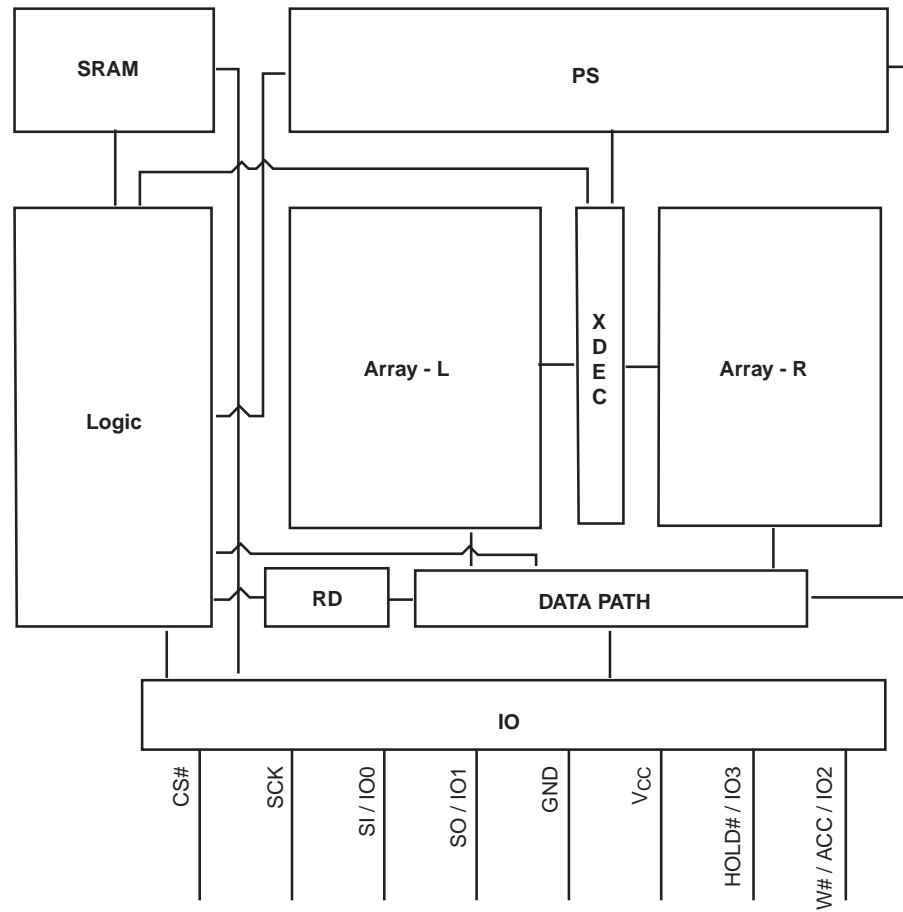 SRAM
PS
Logic
Array - L
X
D
E
C
Array - R
RD
DATA PATH
IO
CS#
SCK
SI / IO0
SO / IO1
GND
VCC
HOLD# / IO3
W# / ACC / IO2